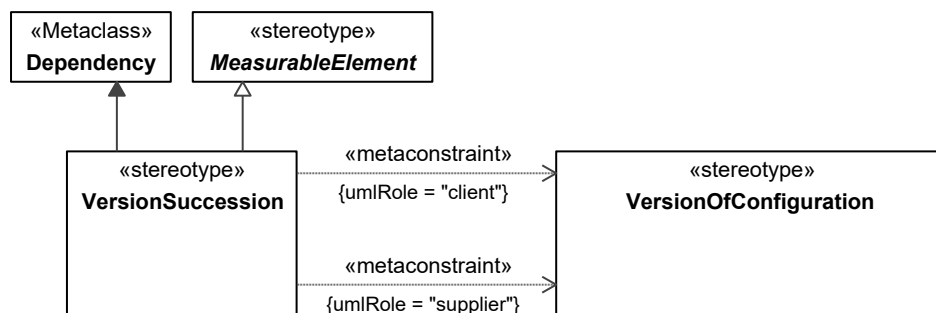 «Metaclass»
Dependency
«stereotype»
MeasurableElement
«stereotype»
VersionSuccession
«metaconstraint»
{umlRole = "client"}
«metaconstraint»
{umlRole = "supplier"}
«stereotype»
VersionOfConfiguration